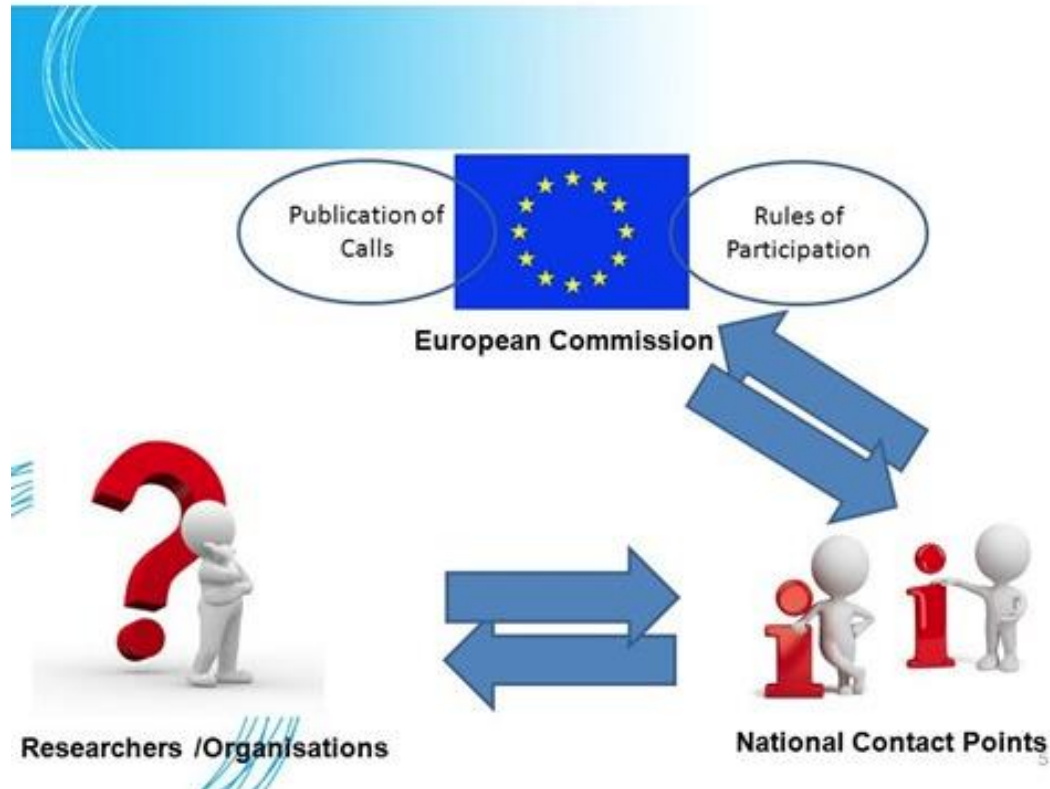 Publication of
Calls
Rules of
Participation
European Commission
Researchers /Organisations
National Contact Points
5